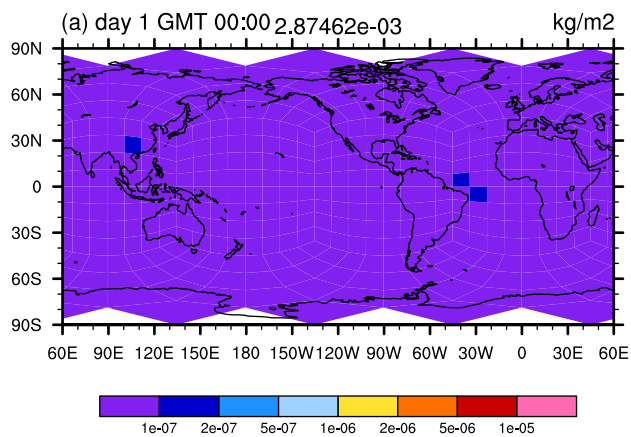 (a) day 1 GMT 00:00 2.87462e-03 kg/m2
90N
60N
30N
0
30S
60S
90S
60E 90E 120E 150E 180 150W 120W 90W 60W 30W 0 30E 60E
1e-07 2e-07 5e-07 1e-06 2e-06 5e-06 1e-05